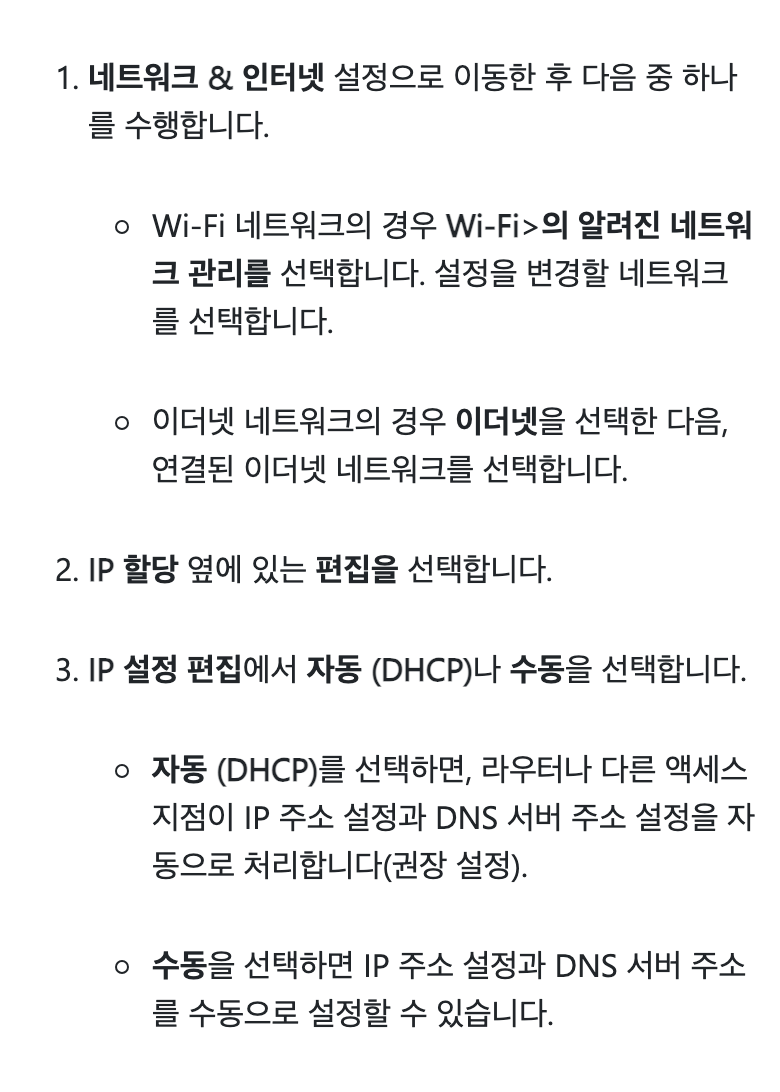 1. 네트워크 & 인터넷 설정으로 이동한 후 다음 중 하나
를 수행합니다.
○ Wi-Fi 네트워크의 경우 Wi-Fi>의 알려진 네트워
크 관리를 선택합니다. 설정을 변경할 네트워크
를 선택합니다.
○ 이더넷 네트워크의 경우 이더넷을 선택한 다음,
연결된 이더넷 네트워크를 선택합니다.
2. IP 할당 옆에 있는 편집을 선택합니다.
3. IP 설정 편집에서 자동 (DHCP)나 수동을 선택합니다.
○ 자동 (DHCP)를 선택하면, 라우터나 다른 액세스
지점이 IP 주소 설정과 DNS 서버 주소 설정을 자
동으로 처리합니다(권장 설정).
○ 수동을 선택하면 IP 주소 설정과 DNS 서버 주소
를 수동으로 설정할 수 있습니다.